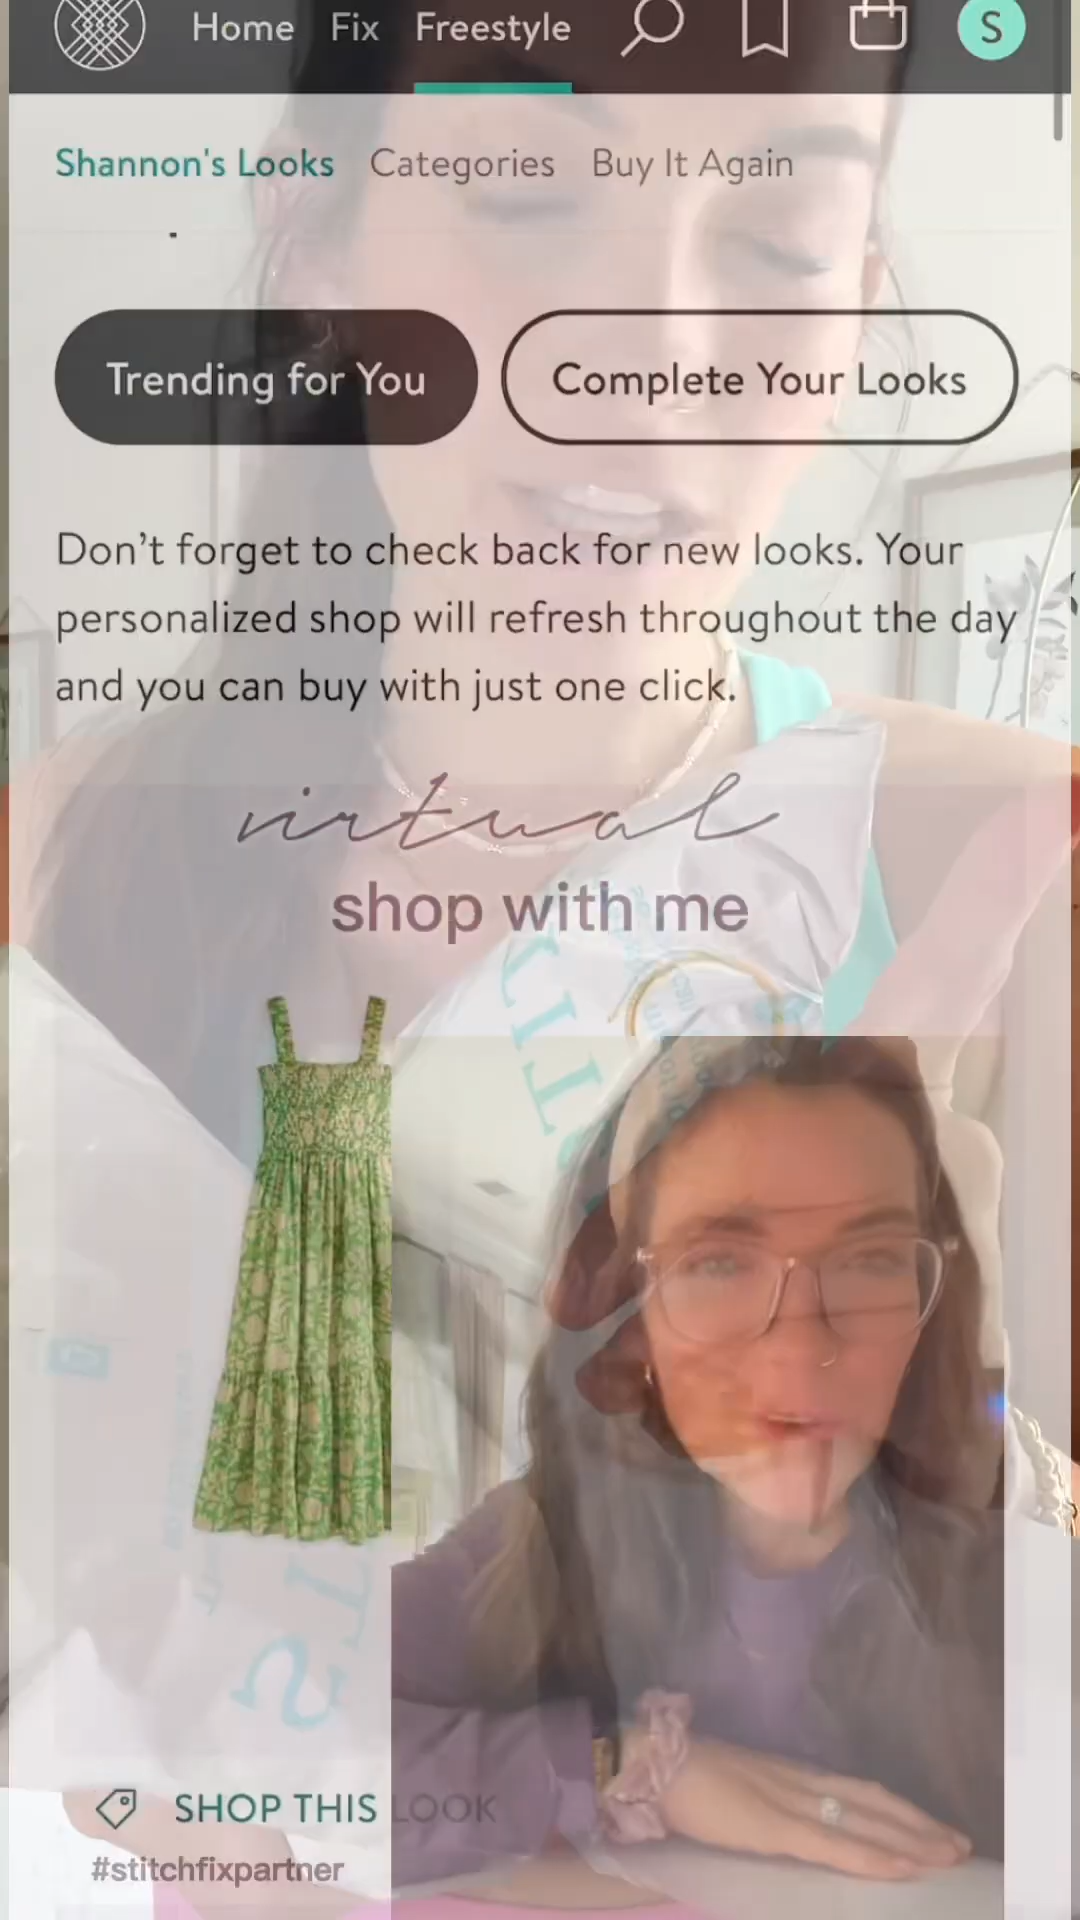 Home Fix Freestyle S
Shannon's Looks Categories Buy It Again
Trending for You Complete Your Looks
Don't forget to check back for new looks. Your
personalized shop will refresh throughout the day
and you can buy with just one click.
virtual
shop with me
SHOP THIS LOOK
#stitchfixpartner